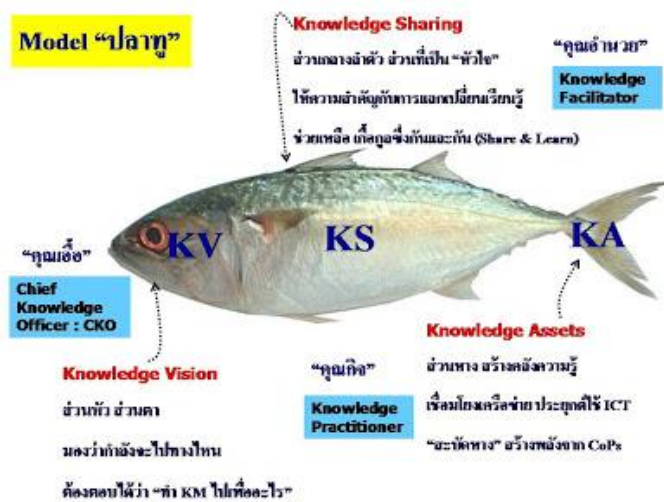 Model “ปลาทู”
Knowledge Sharing
ส่วนกลางลำตัว ส่วนที่เป็น “หัวใจ”
ให้ความสำคัญกับการแลกเปลี่ยนเรียนรู้
ช่วยเหลือ เกื้อกูลซึ่งกันและกัน (Share & Learn)
“คุณอำนวย”
Knowledge
Facilitator
KV
KS
KA
“คุณเอื้อ”
Chief
Knowledge
Officer : CKO
Knowledge Vision
ส่วนหัว ส่วนตา
มองว่ากำลังจะไปทางไหน
ต้องตอบได้ว่า “ทำ KM ไปเพื่ออะไร”
“คุณกิจ”
Knowledge
Practitioner
Knowledge Assets
ส่วนหาง สร้างคลังความรู้
เชื่อมโยงเครือข่าย ประยุกต์ใช้ ICT
“สะบัดหาง” สร้างพลังจาก CoPs